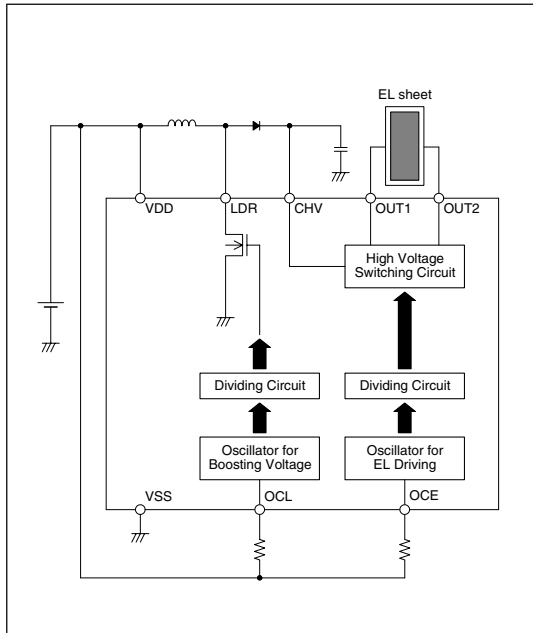 EL sheet
VDD
LDR
CHV
OUT1
OUT2
High Voltage
Switching Circuit
Dividing Circuit
Dividing Circuit
Oscillator for
Boosting Voltage
Oscillator for
EL Driving
VSS
OCL
OCE